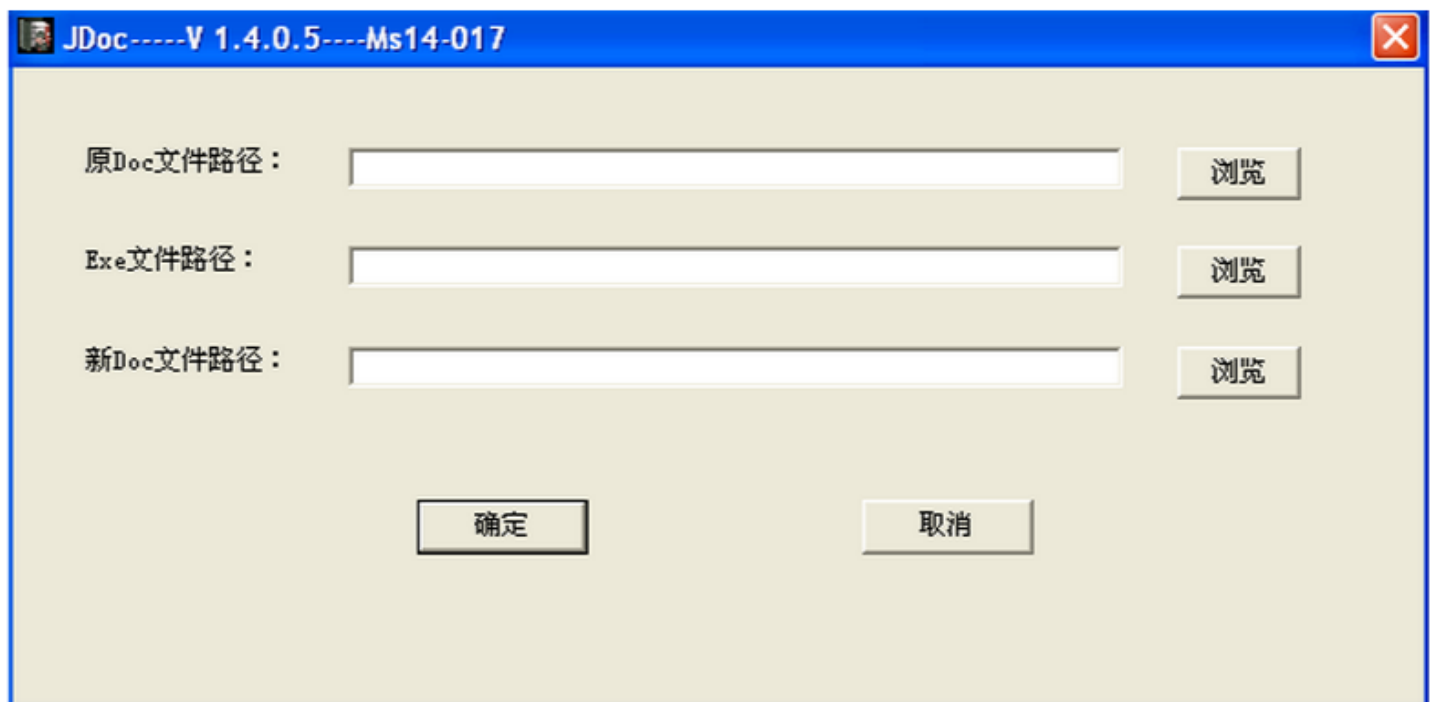 JDoc-----V 1.4.0.5----Ms14-017
原Doc文件路径：
浏览
Exe文件路径：
浏览
新Doc文件路径：
浏览
确定
取消